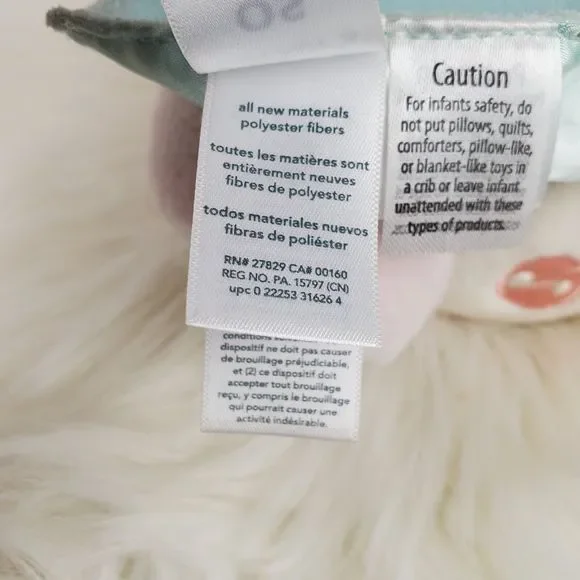 all new materials
polyester fibers
toutes les matières sont
entièrement neuves
fibres de polyester
todos materiales nuevos
fibras de poliéster
RN# 27829 CA# 00160
REG NO. PA. 15797 (CN)
upc 0 22253 31626 4
conditions
dispositif ne doit pas causer
de brouillage préjudiciable,
et (2) ce dispositif doit
accepter tout brouillage
reçu, y compris le brouillage
qui pourrait causer une
activité indésirable.
Caution
For infants safety, do
not put pillows, quilts,
comforters, pillow-like,
or blanket-like toys in
a crib or leave infant
unattended with these
types of products.